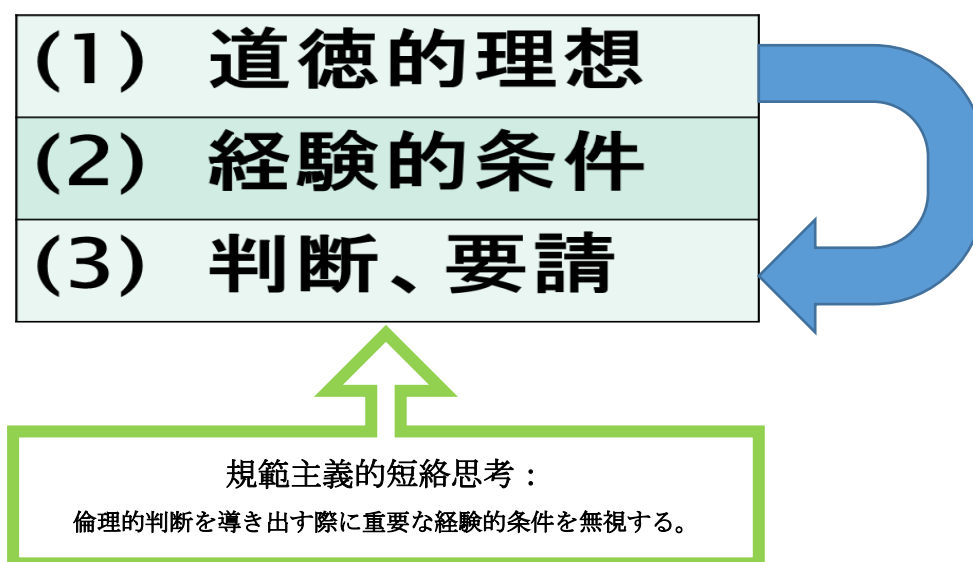 (1) 道徳的理想
(2) 経験的条件
(3) 判断、要請
規範主義的短絡思考：
倫理的判断を導き出す際に重要な経験的条件を無視する。